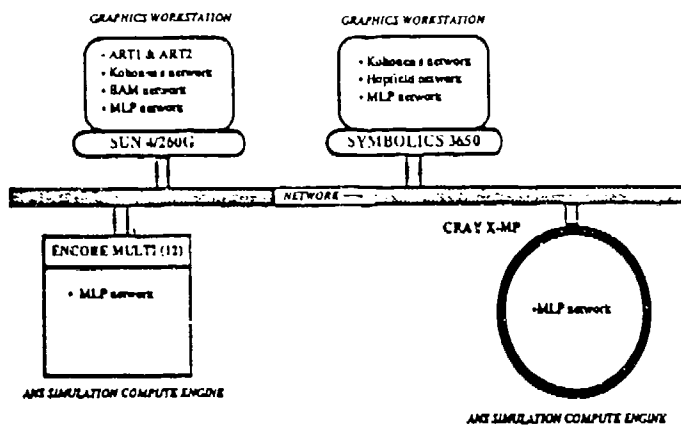 GRAPHICS WORKSTATION
• ART1 & ART2
• Kohonens network
• BAM network
• MLP network
SUN 4/260G
GRAPHICS WORKSTATION
• Kohonens network
• Hopfield network
• MLP network
SYMBOLICS 3650
NETWORK
ENCORE MULTI (12)
• MLP network
ANS SIMULATION COMPUTE ENGINE
CRAY X-MP
•MLP network
ANS SIMULATION COMPUTE ENGINE